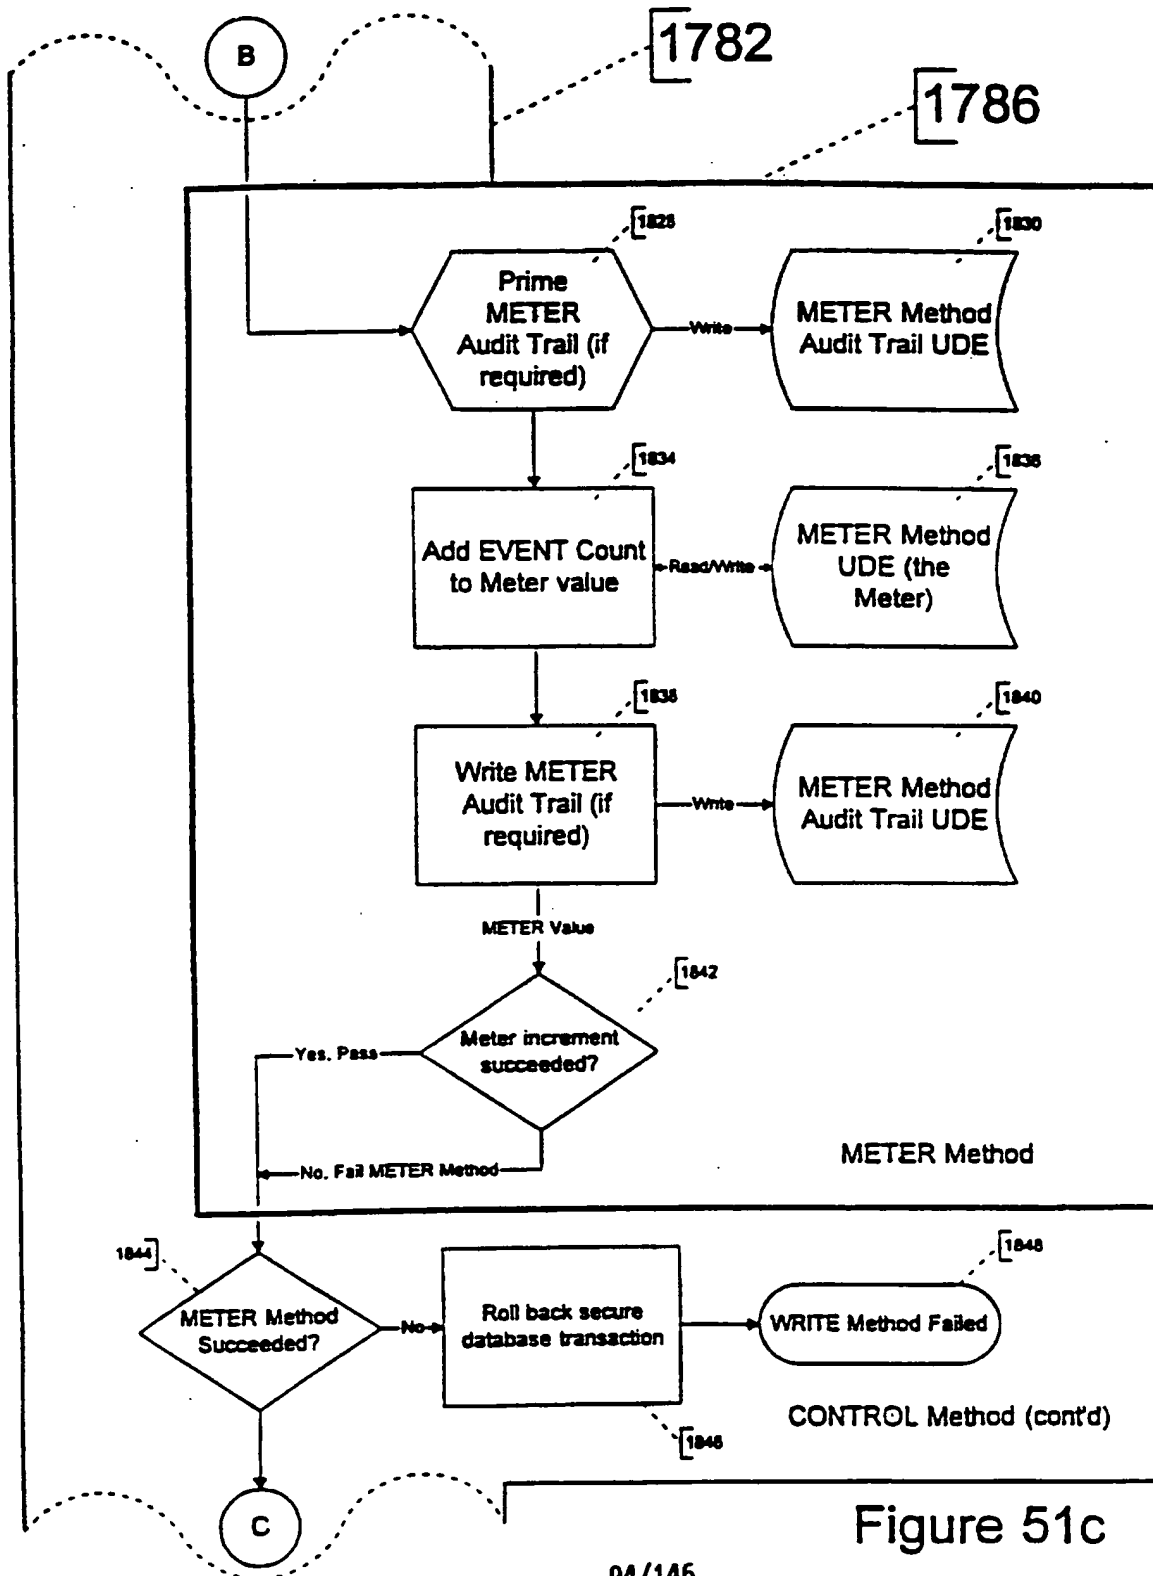 B
1782
1786
1828
Prime
METER
Audit Trail (if
required)
Write
1830
METER Method
Audit Trail UDE
1834
Add EVENT Count
to Meter value
Read/Write
1836
METER Method
UDE (the
Meter)
1838
Write METER
Audit Trail (if
required)
Write
1840
METER Method
Audit Trail UDE
METER Value
1842
Meter increment
succeeded?
Yes, Pass
No, Fail METER Method
METER Method
1844
METER Method
Succeeded?
No
Roll back secure
database transaction
1846
1848
WRITE Method Failed
CONTROL Method (cont'd)
C
Figure 51c
94/146